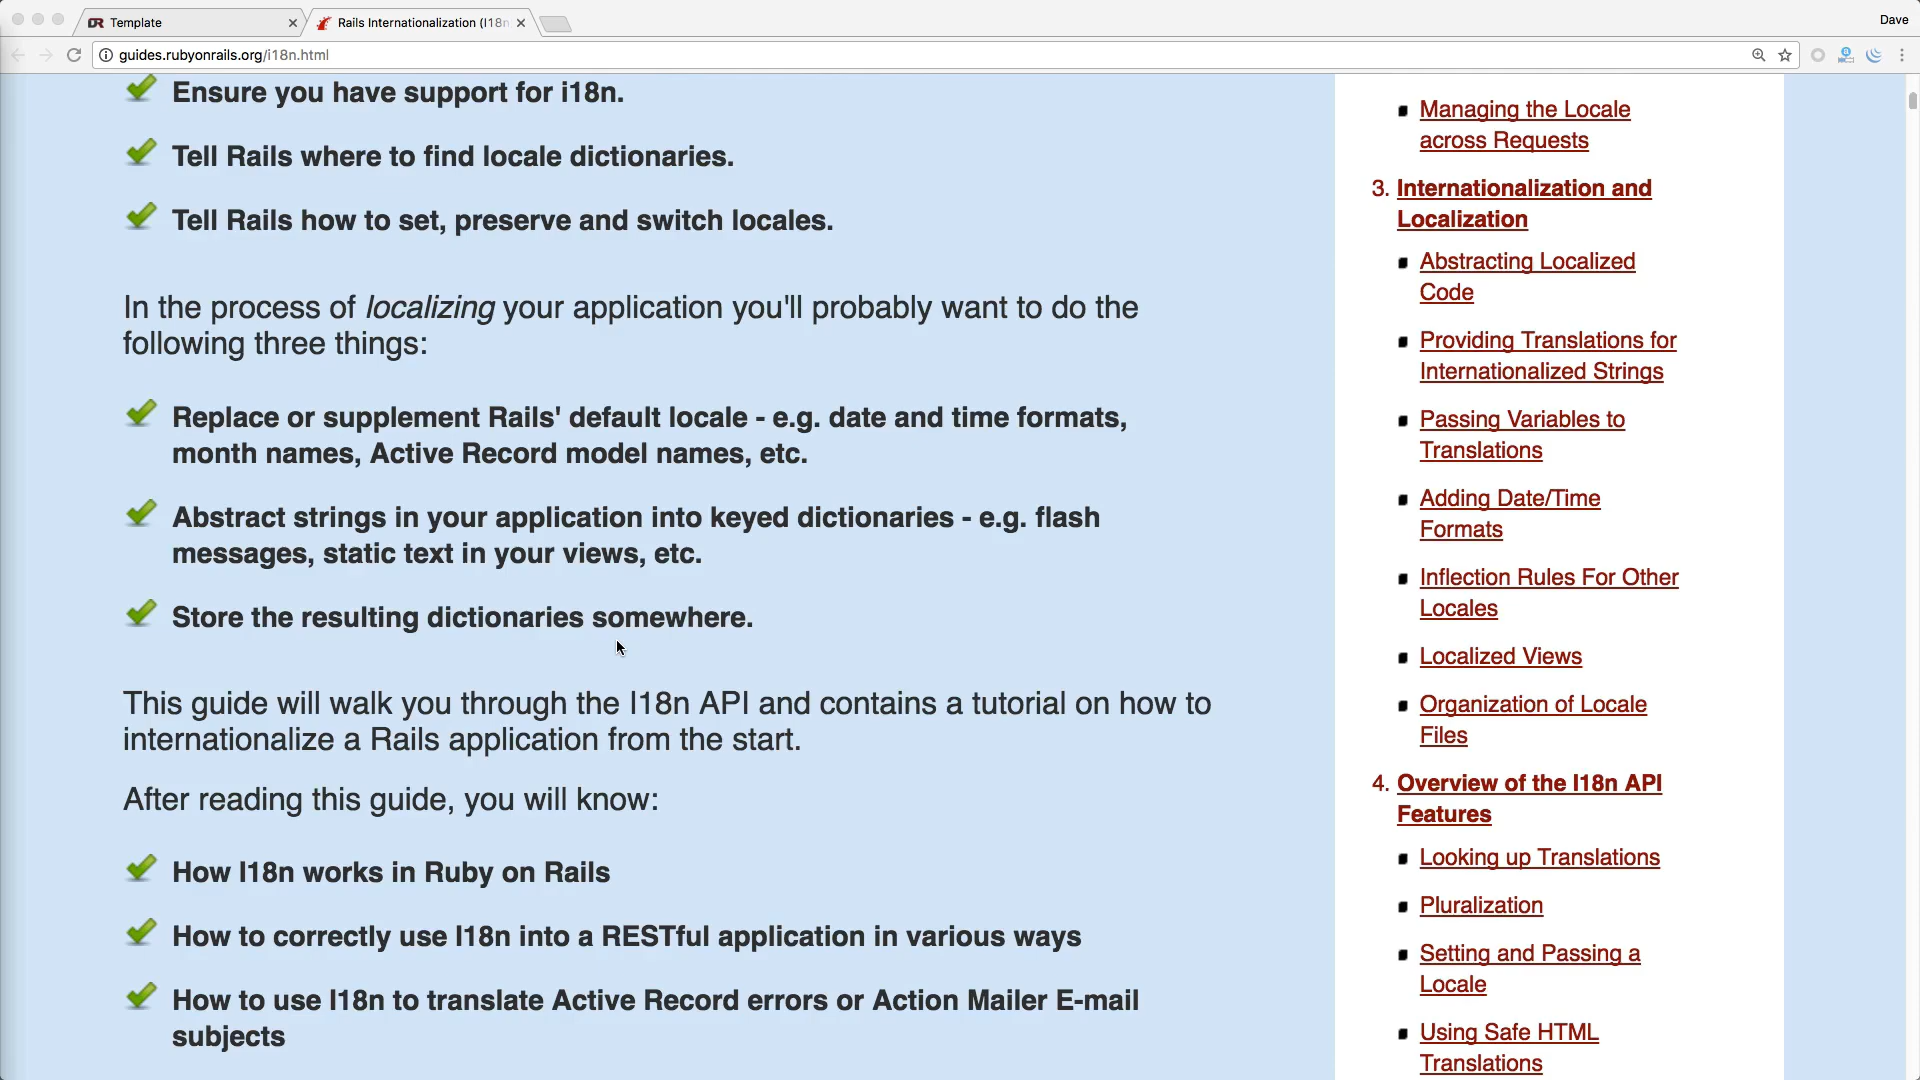 Template
Rails Internationalization (I18n
Dave
guides.rubyonrails.org/i18n.html
Ensure you have support for i18n.
Tell Rails where to find locale dictionaries.
Tell Rails how to set, preserve and switch locales.
In the process of localizing your application you'll probably want to do the
following three things:
Replace or supplement Rails' default locale - e.g. date and time formats,
month names, Active Record model names, etc.
Abstract strings in your application into keyed dictionaries - e.g. flash
messages, static text in your views, etc.
Store the resulting dictionaries somewhere.
This guide will walk you through the I18n API and contains a tutorial on how to
internationalize a Rails application from the start.
After reading this guide, you will know:
How I18n works in Ruby on Rails
How to correctly use I18n into a RESTful application in various ways
How to use I18n to translate Active Record errors or Action Mailer E-mail
subjects
Managing the Locale
across Requests
3. Internationalization and
Localization
Abstracting Localized
Code
Providing Translations for
Internationalized Strings
Passing Variables to
Translations
Adding Date/Time
Formats
Inflection Rules For Other
Locales
Localized Views
Organization of Locale
Files
4. Overview of the I18n API
Features
Looking up Translations
Pluralization
Setting and Passing a
Locale
Using Safe HTML
Translations